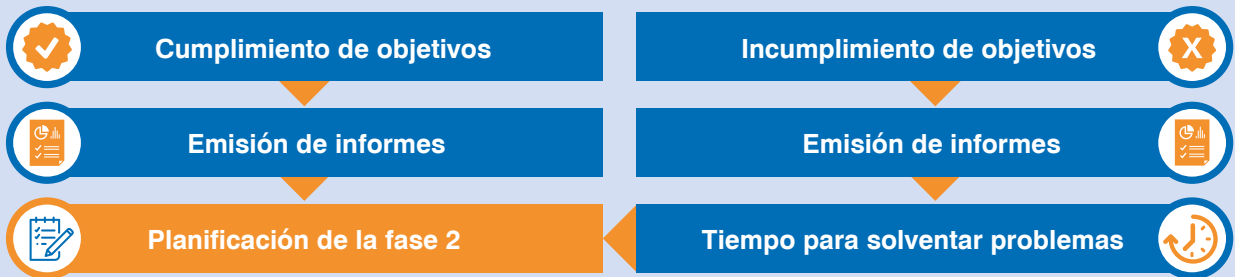 Cumplimiento de objetivos
Incumplimiento de objetivos
X
Emisión de informes
Emisión de informes
Planificación de la fase 2
Tiempo para solventar problemas